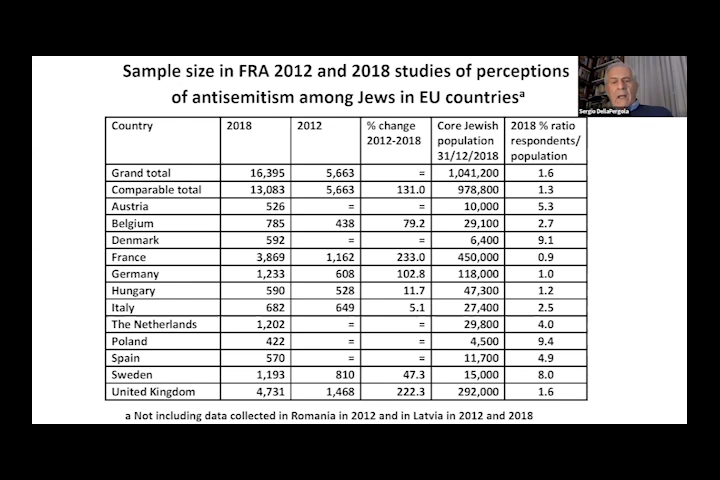 Sample size in FRA 2012 and 2018 studies of perceptions
of antisemitism among Jews in EU countriesᵃ
Sergio DellaPergola
Country 2018 2012 % change 2012-2018 Core Jewish population 31/12/2018 2018 % ratio respondents/ population
Grand total 16,395 5,663 = 1,041,200 1.6
Comparable total 13,083 5,663 131.0 978,800 1.3
Austria 526 = = 10,000 5.3
Belgium 785 438 79.2 29,100 2.7
Denmark 592 = = 6,400 9.1
France 3,869 1,162 233.0 450,000 0.9
Germany 1,233 608 102.8 118,000 1.0
Hungary 590 528 11.7 47,300 1.2
Italy 682 649 5.1 27,400 2.5
The Netherlands 1,202 = = 29,800 4.0
Poland 422 = = 4,500 9.4
Spain 570 = = 11,700 4.9
Sweden 1,193 810 47.3 15,000 8.0
United Kingdom 4,731 1,468 222.3 292,000 1.6
a Not including data collected in Romania in 2012 and in Latvia in 2012 and 2018